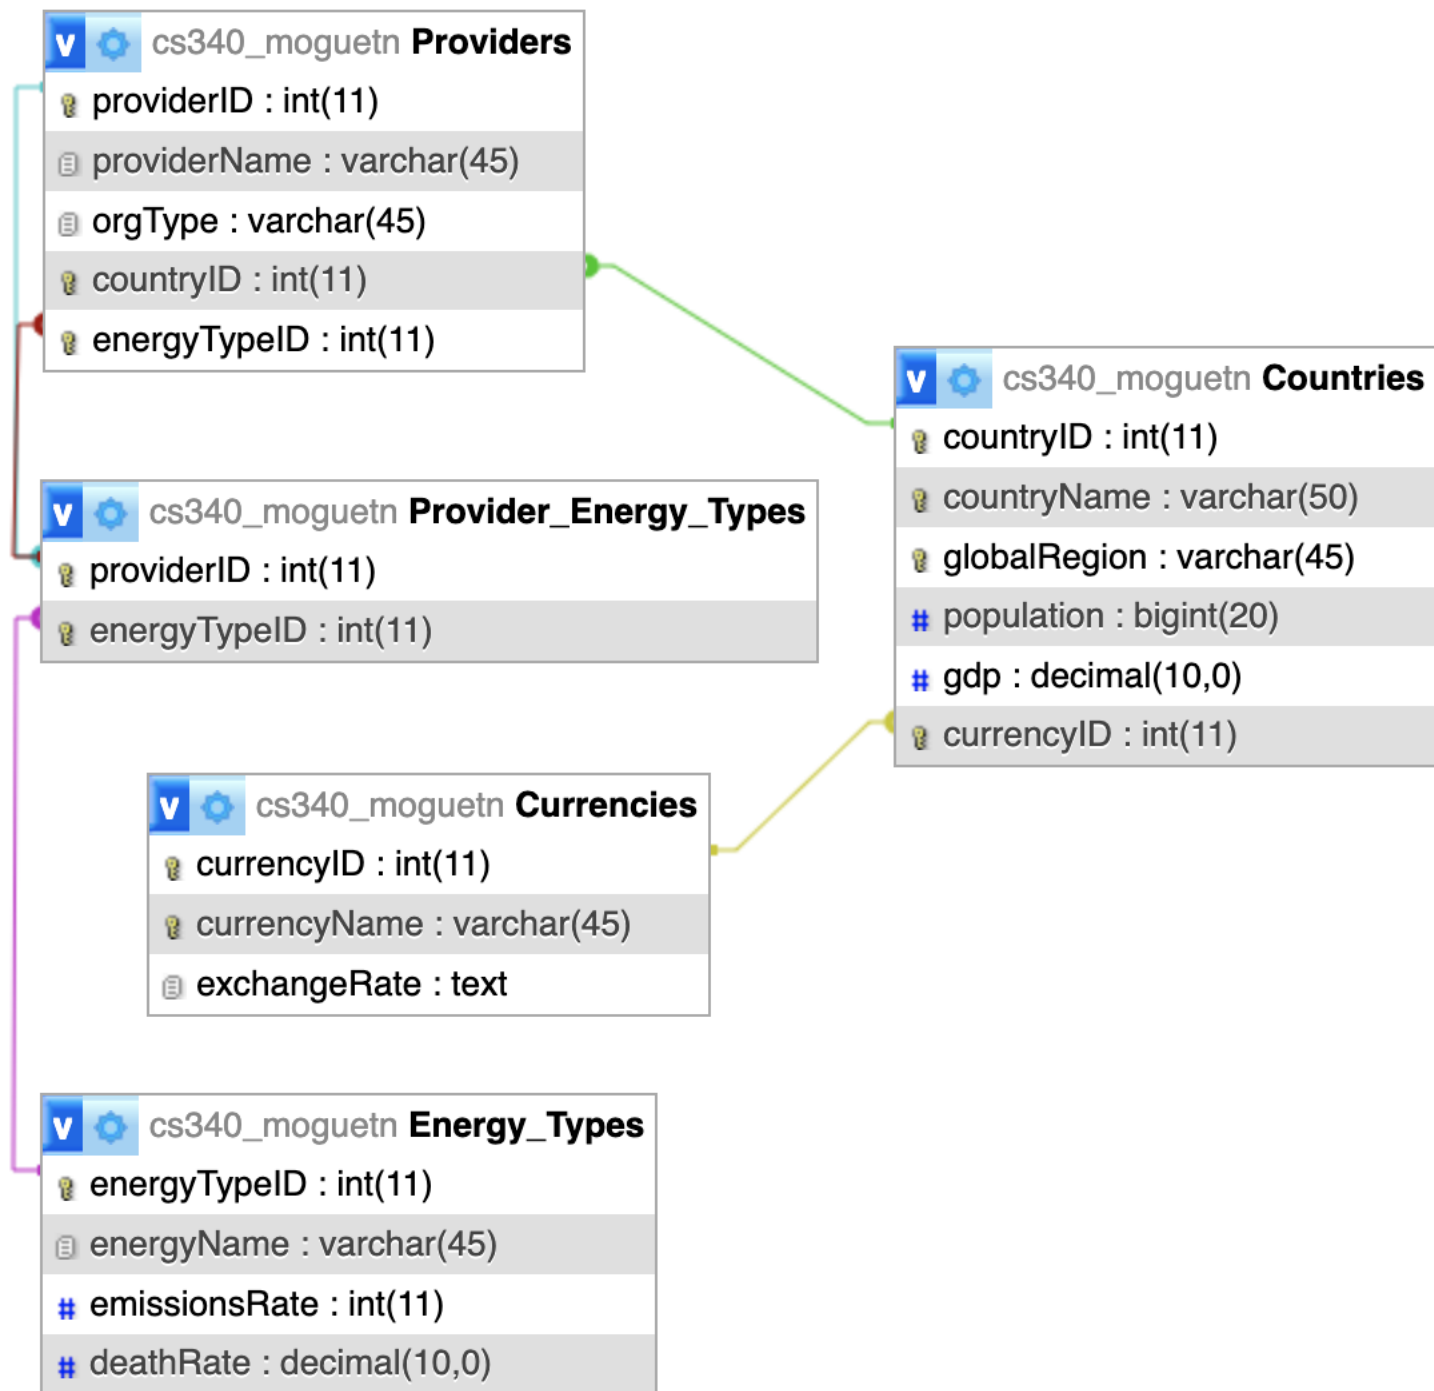 v cs340_moguetn Providers
providerID : int(11)
providerName : varchar(45)
orgType : varchar(45)
countryID : int(11)
energyTypeID : int(11)
v cs340_moguetn Countries
countryID : int(11)
countryName : varchar(50)
globalRegion : varchar(45)
# population : bigint(20)
# gdp : decimal(10,0)
currencyID : int(11)
v cs340_moguetn Provider_Energy_Types
providerID : int(11)
energyTypeID : int(11)
v cs340_moguetn Currencies
currencyID : int(11)
currencyName : varchar(45)
exchangeRate : text
v cs340_moguetn Energy_Types
energyTypeID : int(11)
energyName : varchar(45)
# emissionsRate : int(11)
# deathRate : decimal(10,0)